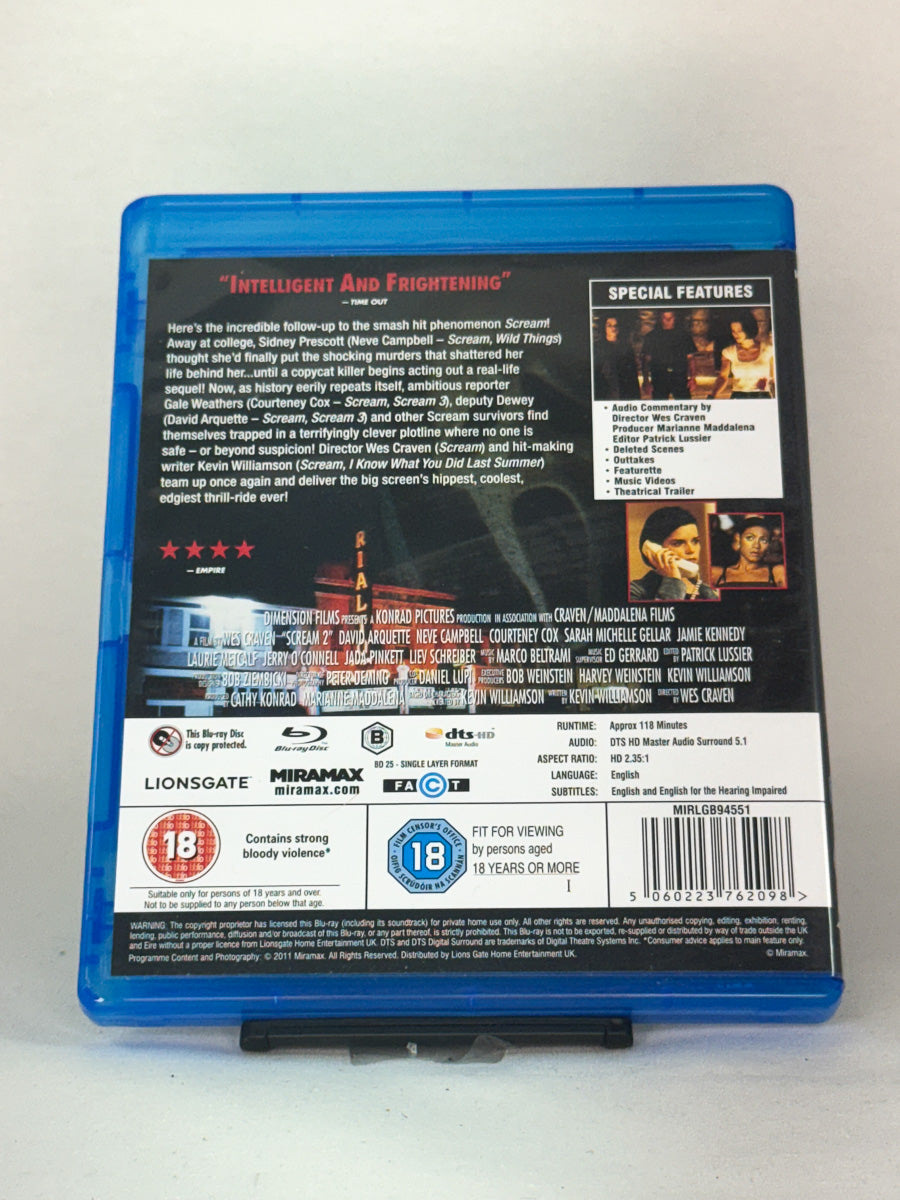 "INTELLIGENT AND FRIGHTENING"
– TIME OUT
Here's the incredible follow-up to the smash hit phenomenon Scream!
Away at college, Sidney Prescott (Neve Campbell – Scream, Wild Things)
thought she'd finally put the shocking murders that shattered her
life behind her...until a copycat killer begins acting out a real-life
sequel! Now, as history eerily repeats itself, ambitious reporter
Gale Weathers (Courteney Cox – Scream, Scream 3), deputy Dewey
(David Arquette – Scream, Scream 3) and other Scream survivors find
themselves trapped in a terrifyingly clever plotline where no one is
safe – or beyond suspicion! Director Wes Craven (Scream) and hit-making
writer Kevin Williamson (Scream, I Know What You Did Last Summer)
team up once again and deliver the big screen's hippest, coolest,
edgiest thrill-ride ever!
★★★★
– EMPIRE
SPECIAL FEATURES
• Audio Commentary by
Director Wes Craven
Producer Marianne Maddalena
Editor Patrick Lussier
• Deleted Scenes
• Outtakes
• Featurette
• Music Videos
• Theatrical Trailer
RIAL
DIMENSION FILMS PRESENTS A KONRAD PICTURES PRODUCTION IN ASSOCIATION WITH CRAVEN/MADDALENA FILMS
A FILM BY WES CRAVEN "SCREAM 2" DAVID ARQUETTE NEVE CAMPBELL COURTENEY COX SARAH MICHELLE GELLAR JAMIE KENNEDY
LAURIE METCALF JERRY O'CONNELL JADA PINKETT LIEV SCHREIBER MUSIC BY MARCO BELTRAMI MUSIC SUPERVISOR ED GERRARD EDITED BY PATRICK LUSSIER
BOB ZIEMBICKI PETER DEMING DANIEL LUPI EXECUTIVE PRODUCERS BOB WEINSTEIN HARVEY WEINSTEIN KEVIN WILLIAMSON
CATHY KONRAD MARIANNE MADDALENA KEVIN WILLIAMSON WRITTEN BY KEVIN WILLIAMSON DIRECTED BY WES CRAVEN
This Blu-ray Disc
is copy protected.
Blu-ray Disc
B
dts-HD
Master Audio
BD 25 - SINGLE LAYER FORMAT
LIONSGATE
MIRAMAX
miramax.com
FACT
RUNTIME: Approx 118 Minutes
AUDIO: DTS HD Master Audio Surround 5.1
ASPECT RATIO: HD 2.35:1
LANGUAGE: English
SUBTITLES: English and English for the Hearing Impaired
18
Contains strong
bloody violence*
Suitable only for persons of 18 years and over.
Not to be supplied to any person below that age.
FILM CENSOR'S OFFICE
18
OIFIG SCRÚDÓIR NA SCANNÁN
FIT FOR VIEWING
by persons aged
18 YEARS OR MORE
MIRLGB94551
5 060223 762098 >
WARNING: The copyright proprietor has licensed this Blu-ray (including its soundtrack) for private home use only. All other rights are reserved. Any unauthorised copying, editing, exhibition, renting,
lending, public performance, diffusion and/or broadcast of this Blu-ray, or any part thereof, is strictly prohibited. This Blu-ray is not to be exported, re-supplied or distributed by way of trade outside the UK
and Eire without a proper licence from Lionsgate Home Entertainment UK. DTS and DTS Digital Surround are trademarks of Digital Theatre Systems Inc. *Consumer advice applies to main feature only.
Programme Content and Photography: © 2011 Miramax. All Rights Reserved. Distributed by Lions Gate Home Entertainment UK.
© Miramax.